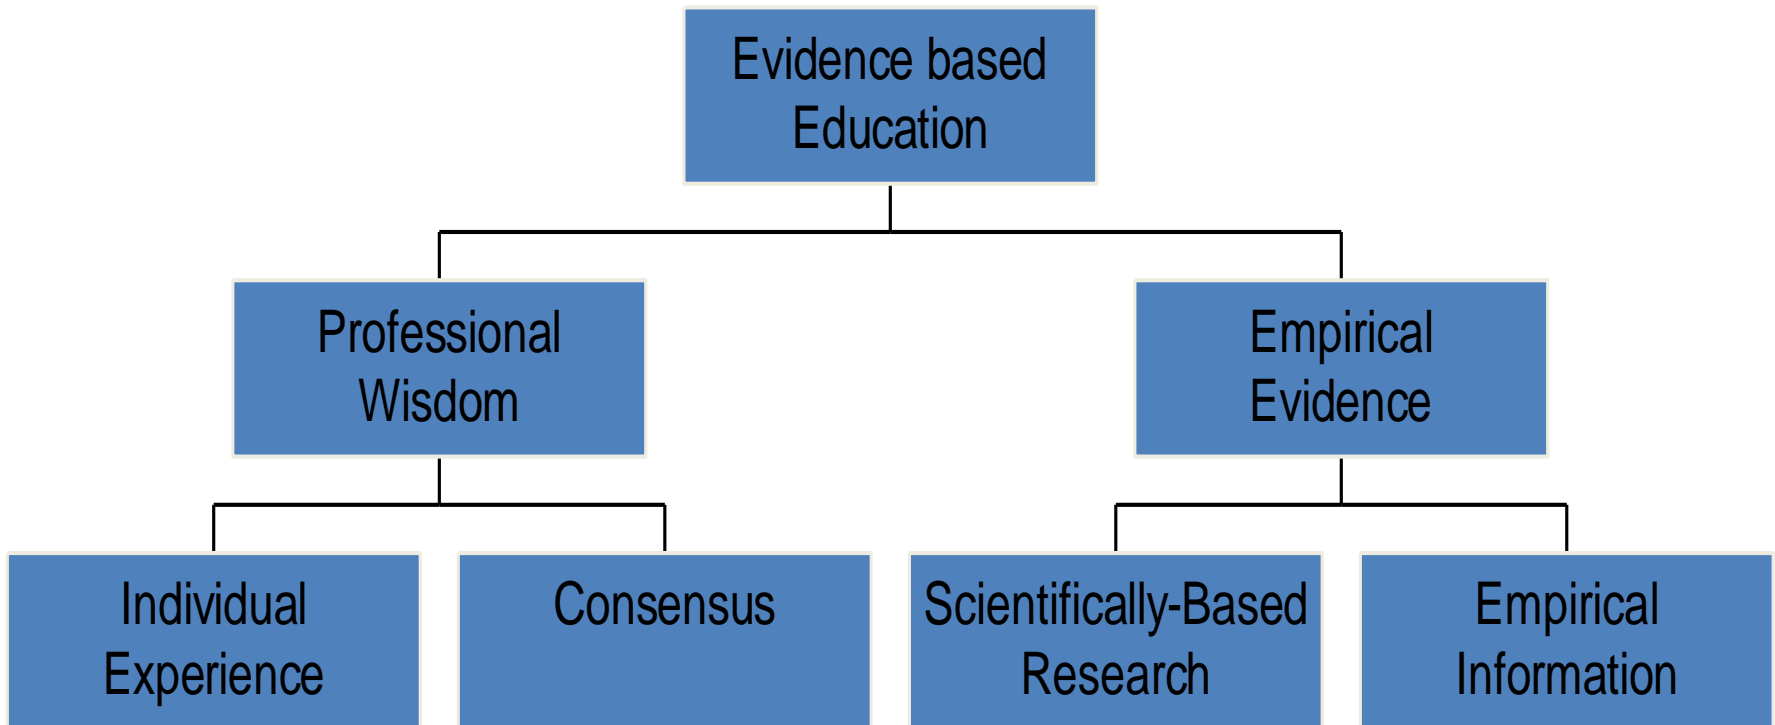 Evidence based
Education
Professional
Wisdom
Empirical
Evidence
Individual
Experience
Consensus
Scientifically-Based
Research
Empirical
Information